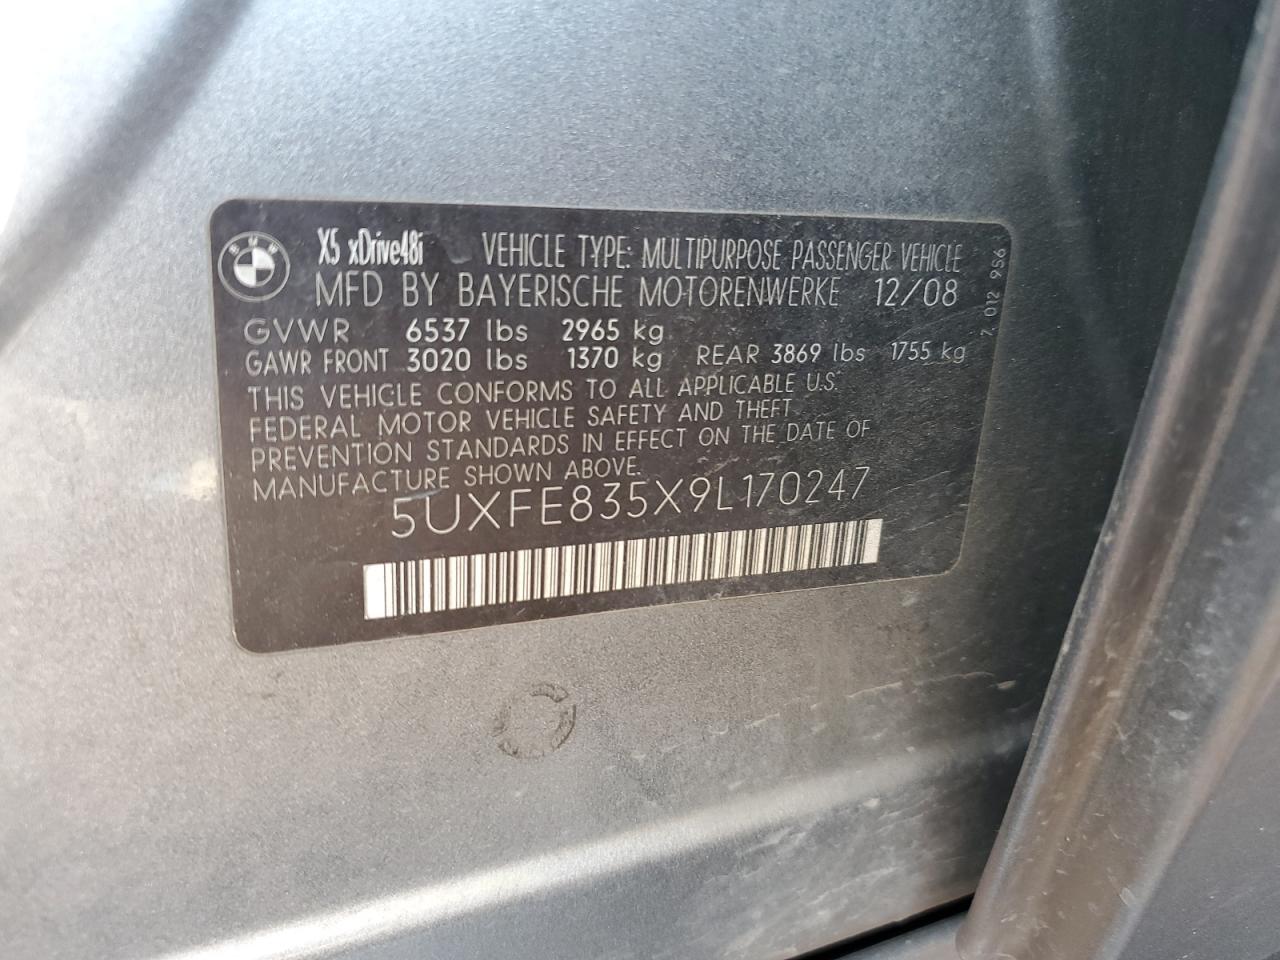 BMW
X5 xDrive48i VEHICLE TYPE: MULTIPURPOSE PASSENGER VEHICLE
MFD BY BAYERISCHE MOTORENWERKE 12/08
GVWR 6537 lbs 2965 kg
GAWR FRONT 3020 lbs 1370 kg REAR 3869 lbs 1755 kg
THIS VEHICLE CONFORMS TO ALL APPLICABLE U.S.
FEDERAL MOTOR VEHICLE SAFETY AND THEFT
PREVENTION STANDARDS IN EFFECT ON THE DATE OF
MANUFACTURE SHOWN ABOVE.
5UXFE835X9L170247
7 012 956